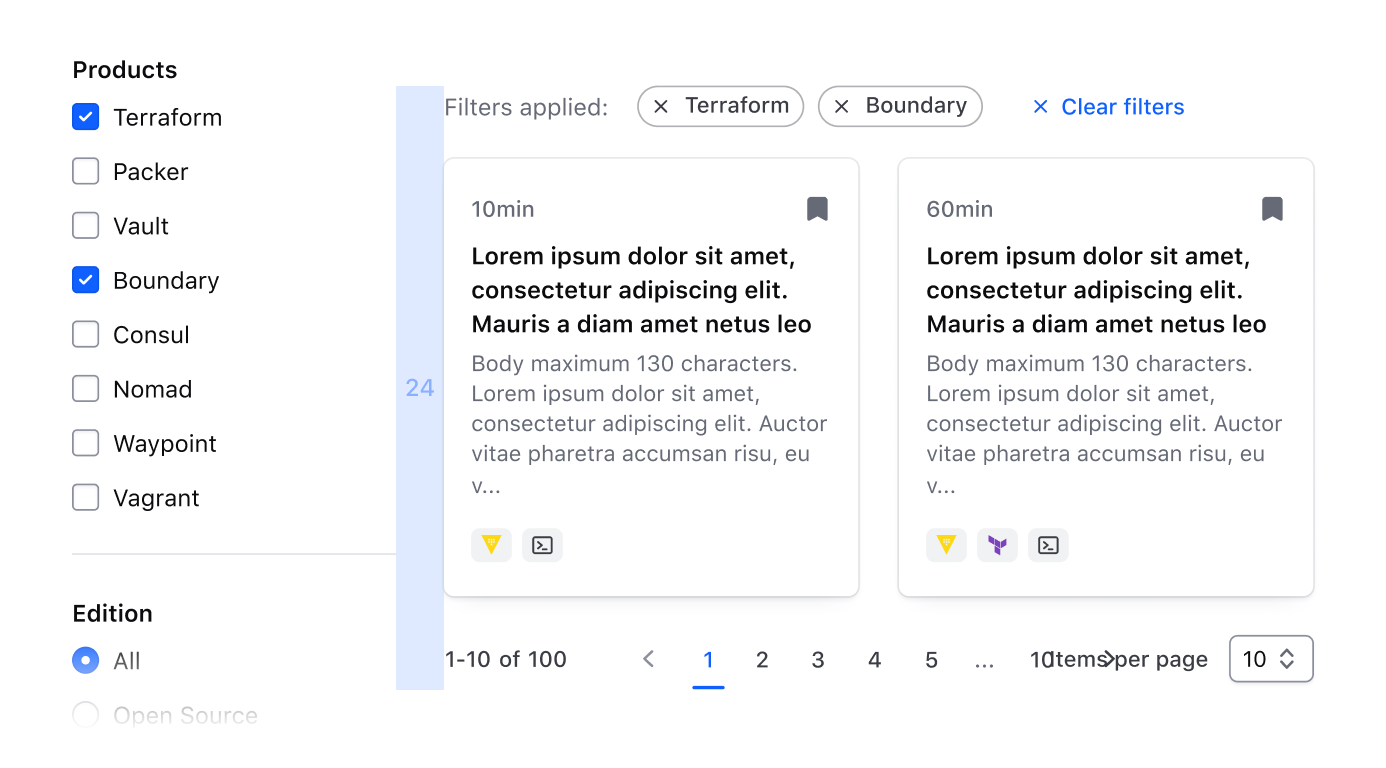 Products
Terraform
Packer
Vault
Boundary
Consul
Nomad
Waypoint
Vagrant
Edition
All
Open Source
24
Filters applied: Terraform Boundary Clear filters
10min
Lorem ipsum dolor sit amet,
consectetur adipiscing elit.
Mauris a diam amet netus leo
Body maximum 130 characters.
Lorem ipsum dolor sit amet,
consectetur adipiscing elit. Auctor
vitae pharetra accumsan risu, eu
v...
60min
Lorem ipsum dolor sit amet,
consectetur adipiscing elit.
Mauris a diam amet netus leo
Body maximum 130 characters.
Lorem ipsum dolor sit amet,
consectetur adipiscing elit. Auctor
vitae pharetra accumsan risu, eu
v...
1-10 of 100 1 2 3 4 5 ... 10 Items per page 10